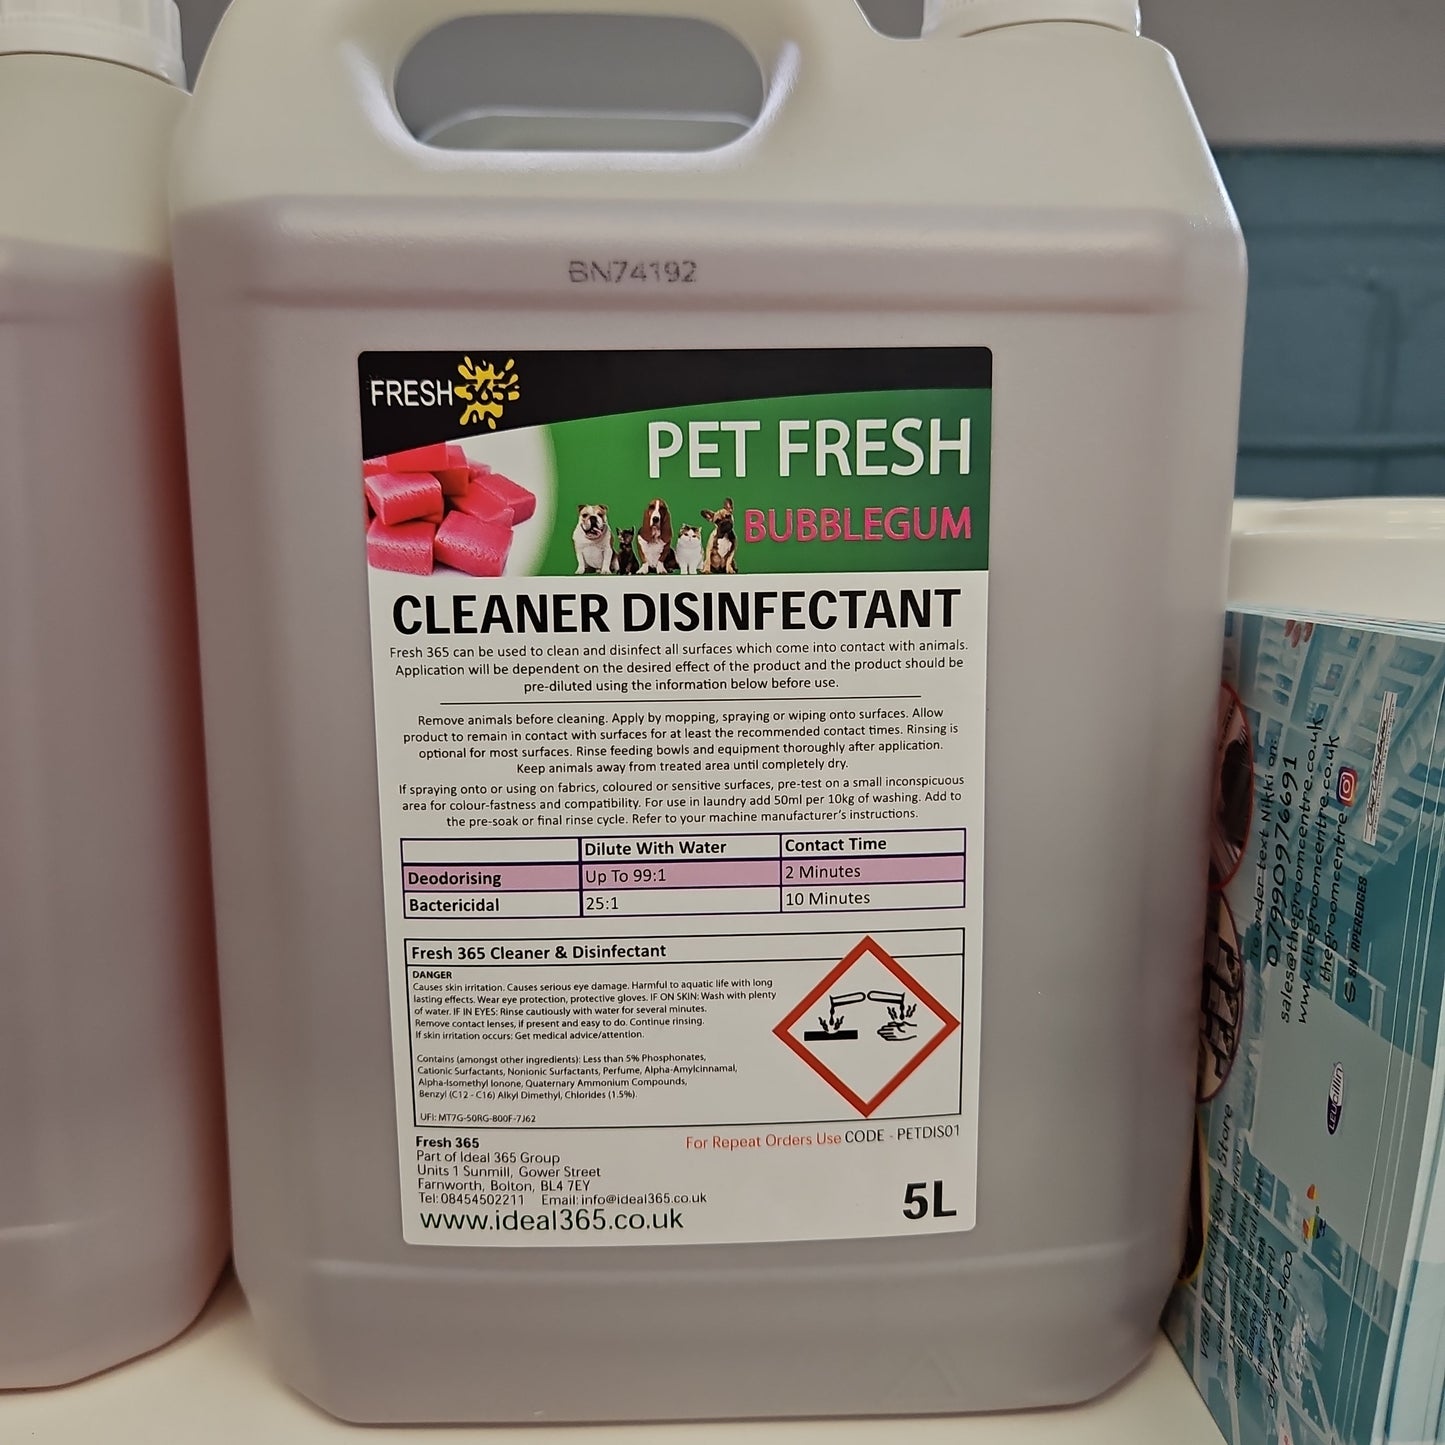 BN74192
FRESH 365
PET FRESH
BUBBLEGUM
CLEANER DISINFECTANT
Fresh 365 can be used to clean and disinfect all surfaces which come into contact with animals.
Application will be dependent on the desired effect of the product and the product should be
pre-diluted using the information below before use.
Remove animals before cleaning. Apply by mopping, spraying or wiping onto surfaces. Allow
product to remain in contact with surfaces for at least the recommended contact times. Rinsing is
optional for most surfaces. Rinse feeding bowls and equipment thoroughly after application.
Keep animals away from treated area until completely dry.
If spraying onto or using on fabrics, coloured or sensitive surfaces, pre-test on a small inconspicuous
area for colour-fastness and compatibility. For use in laundry add 50ml per 10kg of washing. Add to
the pre-soak or final rinse cycle. Refer to your machine manufacturer's instructions.
Dilute With Water Contact Time
Deodorising Up To 99:1 2 Minutes
Bactericidal 25:1 10 Minutes
Fresh 365 Cleaner & Disinfectant
DANGER
Causes skin irritation. Causes serious eye damage. Harmful to aquatic life with long
lasting effects. Wear eye protection, protective gloves. IF ON SKIN: Wash with plenty
of water. IF IN EYES: Rinse cautiously with water for several minutes.
Remove contact lenses, if present and easy to do. Continue rinsing.
If skin irritation occurs: Get medical advice/attention.
Contains (amongst other ingredients): Less than 5% Phosphonates,
Cationic Surfactants, Nonionic Surfactants, Perfume, Alpha-Amylcinnamal,
Alpha-Isomethyl Ionone, Quaternary Ammonium Compounds,
Benzyl (C12 - C16) Alkyl Dimethyl, Chlorides (1.5%).
UFI: MT7G-50RG-800F-7J62
For Repeat Orders Use CODE - PETDIS01
Fresh 365
Part of Ideal 365 Group
Units 1 Sunmill, Gower Street
Farnworth, Bolton, BL4 7EY
Tel: 08454502211 Email: info@ideal365.co.uk
www.ideal365.co.uk
5L
To order text Nikki on:
07990976691
sales@thegroomcentre.co.uk
www.thegroomcentre.co.uk
thegroomcentre
LEUcillin